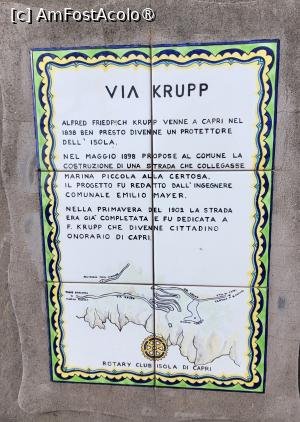 [c] AmFostAcolo®
VIA KRUPP
ALFRED FRIEDRICH KRUPP VENNE A CAPRI NEL
1898 BEN PRESTO DIVENNE UN PROTETTORE
DELL' ISOLA.
NEL MAGGIO 1898 PROPOSE AL COMUNE LA
COSTRUZIONE DI UNA STRADA CHE COLLEGASSE
MARINA PICCOLA ALLA CERTOSA.
IL PROGETTO FU REDATTO DALL' INGEGNERE
COMUNALE EMILIO MAYER.
NELLA PRIMAVERA DEL 1902 LA STRADA
ERA GIA' COMPLETATA E FU DEDICATA A
F. KRUPP CHE DIVENNE CITTADINO
ONORARIO DI CAPRI.
VIA KRUPP
ROTARY CLUB ISOLA DI CAPRI